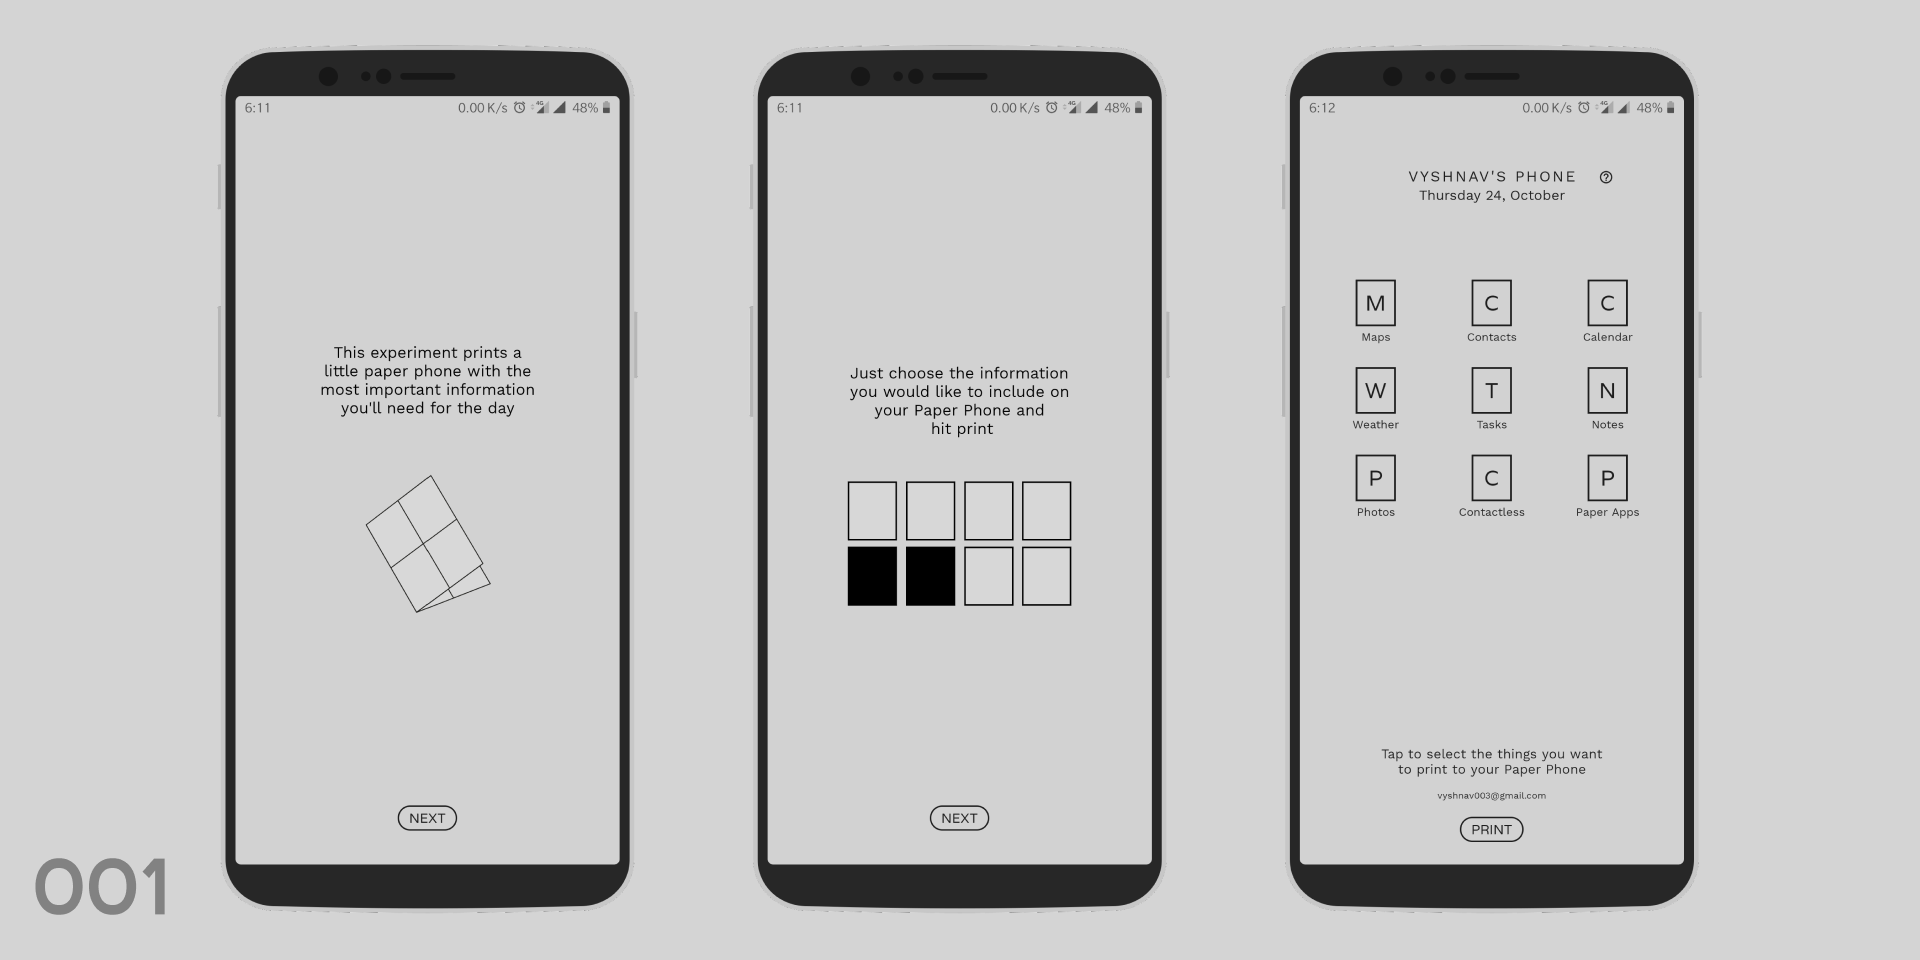 6:11
0.00 K/s
4G
48%
This experiment prints a
little paper phone with the
most important information
you'll need for the day
NEXT
6:11
0.00 K/s
4G
48%
Just choose the information
you would like to include on
your Paper Phone and
hit print
NEXT
6:12
0.00 K/s
4G
48%
VYSHNAV'S PHONE
Thursday 24, October
M
C
C
Maps
Contacts
Calendar
W
T
N
Weather
Tasks
Notes
P
C
P
Photos
Contactless
Paper Apps
Tap to select the things you want
to print to your Paper Phone
vyshnav003@gmail.com
PRINT
001